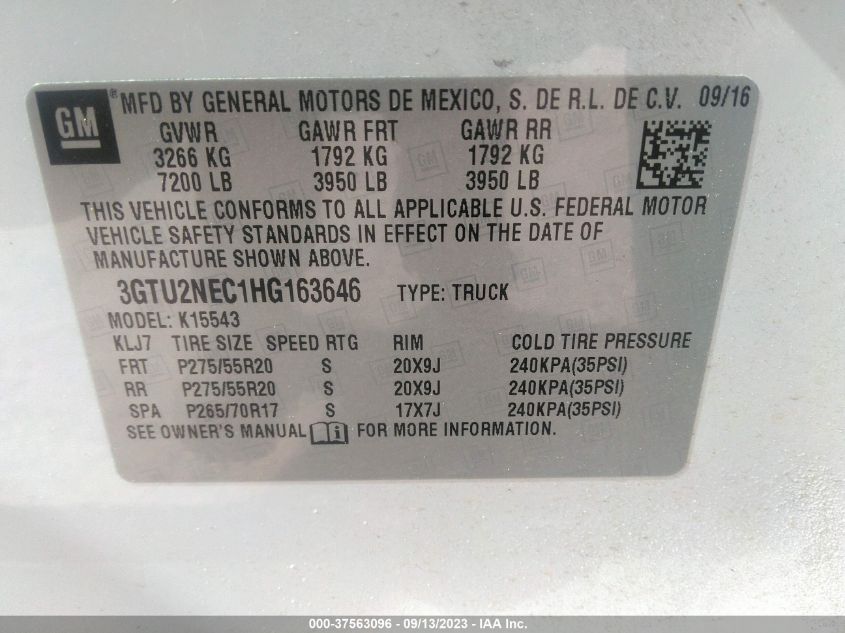 GM ® MFD BY GENERAL MOTORS DE MEXICO, S. DE R.L. DE C.V. 09/16
GVWR GAWR FRT GAWR RR
3266 KG 1792 KG 1792 KG
7200 LB 3950 LB 3950 LB
THIS VEHICLE CONFORMS TO ALL APPLICABLE U.S. FEDERAL MOTOR
VEHICLE SAFETY STANDARDS IN EFFECT ON THE DATE OF
MANUFACTURE SHOWN ABOVE.
3GTU2NEC1HG163646 TYPE: TRUCK
MODEL: K15543
KLJ7 TIRE SIZE SPEED RTG RIM COLD TIRE PRESSURE
FRT P275/55R20 S 20X9J 240KPA(35PSI)
RR P275/55R20 S 20X9J 240KPA(35PSI)
SPA P265/70R17 S 17X7J 240KPA(35PSI)
SEE OWNER'S MANUAL i FOR MORE INFORMATION.
000-37563096 - 09/13/2023 - IAA Inc.